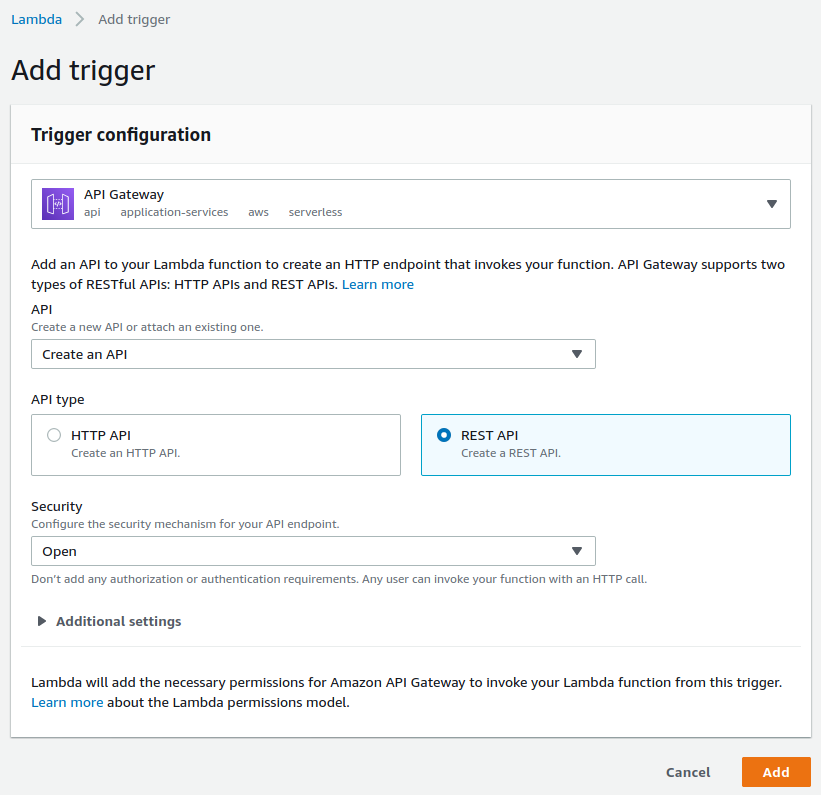 Lambda > Add trigger
Add trigger
Trigger configuration
API Gateway
api application-services aws serverless
Add an API to your Lambda function to create an HTTP endpoint that invokes your function. API Gateway supports two
types of RESTful APIs: HTTP APIs and REST APIs. Learn more
API
Create a new API or attach an existing one.
Create an API
API type
HTTP API
Create an HTTP API.
REST API
Create a REST API.
Security
Configure the security mechanism for your API endpoint.
Open
Don’t add any authorization or authentication requirements. Any user can invoke your function with an HTTP call.
Additional settings
Lambda will add the necessary permissions for Amazon API Gateway to invoke your Lambda function from this trigger.
Learn more about the Lambda permissions model.
Cancel Add